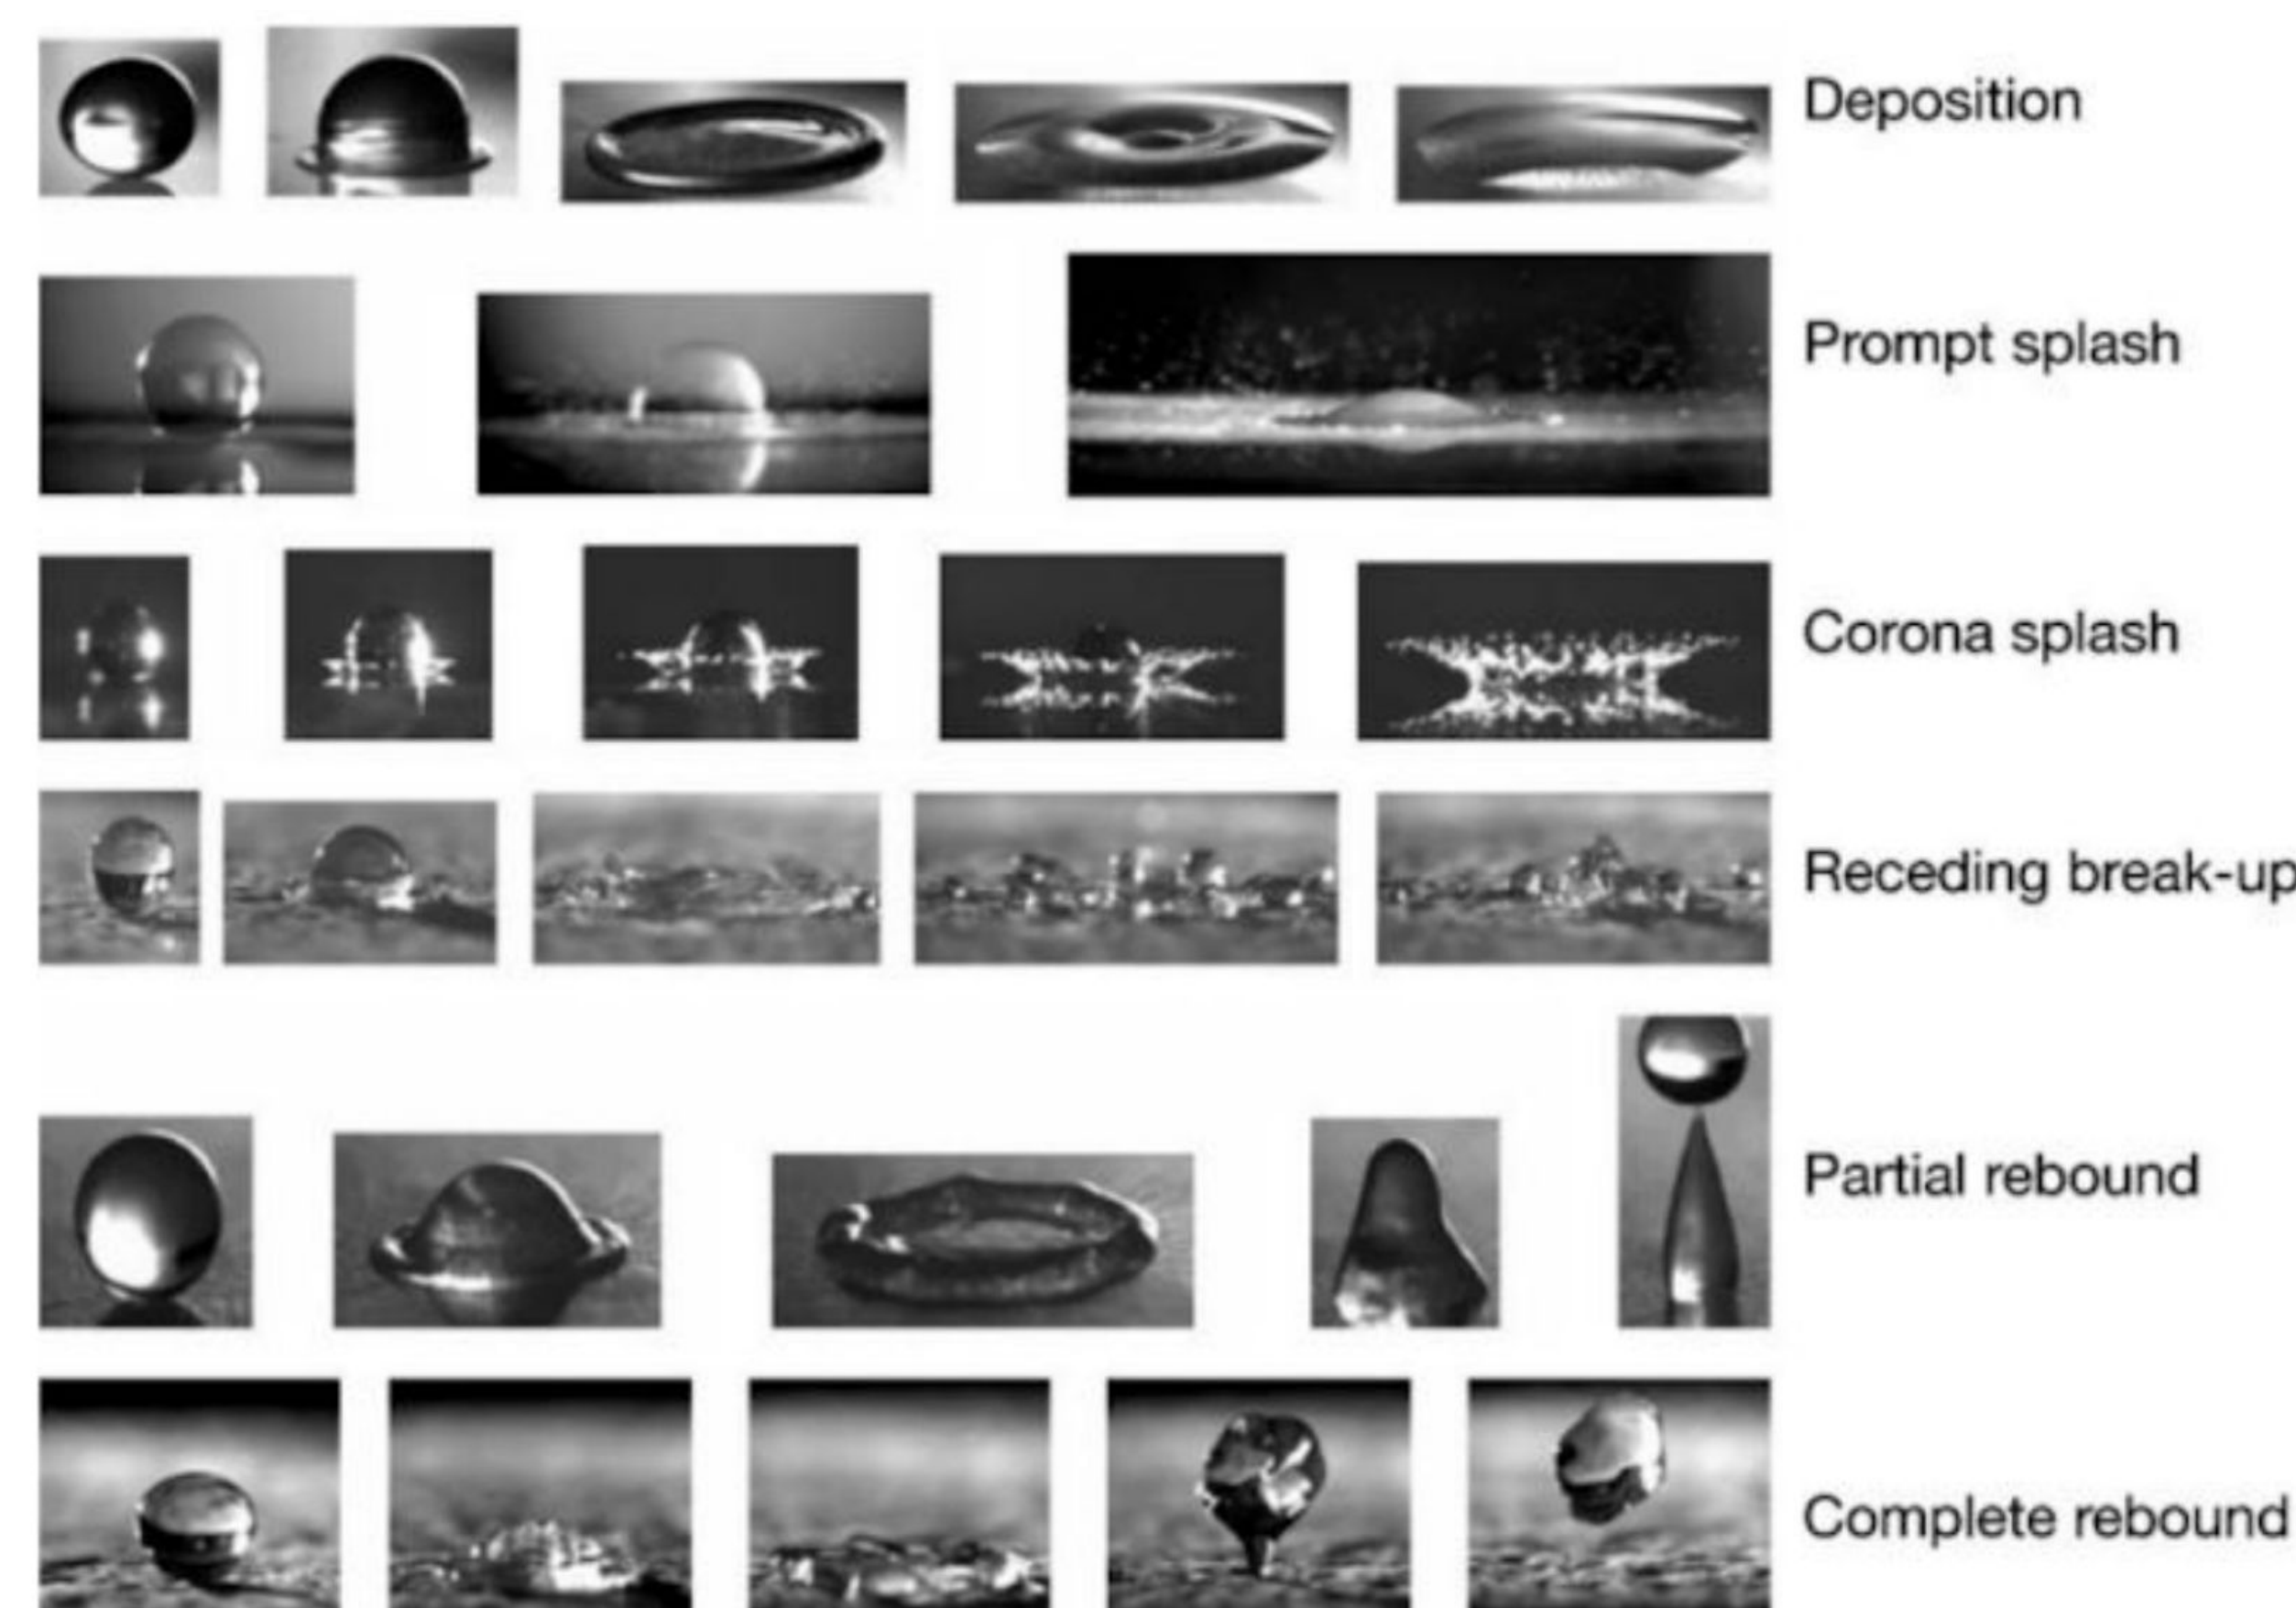 Deposition
Prompt splash
Corona splash
Receding break-up
Partial rebound
Complete rebound